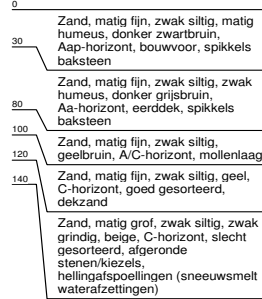 0
Zand, matig fijn, zwak siltig, matig
humeus, donker zwartbruin,
Aap-horizont, bouwvoor, spikkels
baksteen
30
Zand, matig fijn, zwak siltig, zwak
humeus, donker grijsbruin,
Aa-horizont, eerddek, spikkels
baksteen
80
Zand, matig fijn, zwak siltig,
geelbruin, A/C-horizont, mollenlaag
100
Zand, matig fijn, zwak siltig, geel,
C-horizont, goed gesorteerd,
dekzand
120
Zand, matig grof, zwak siltig, zwak
grindig, beige, C-horizont, slecht
gesorteerd, afgeronde
stenen/kiezels,
hellingafspoellingen (sneeuwsmelt
waterafzettingen)
140